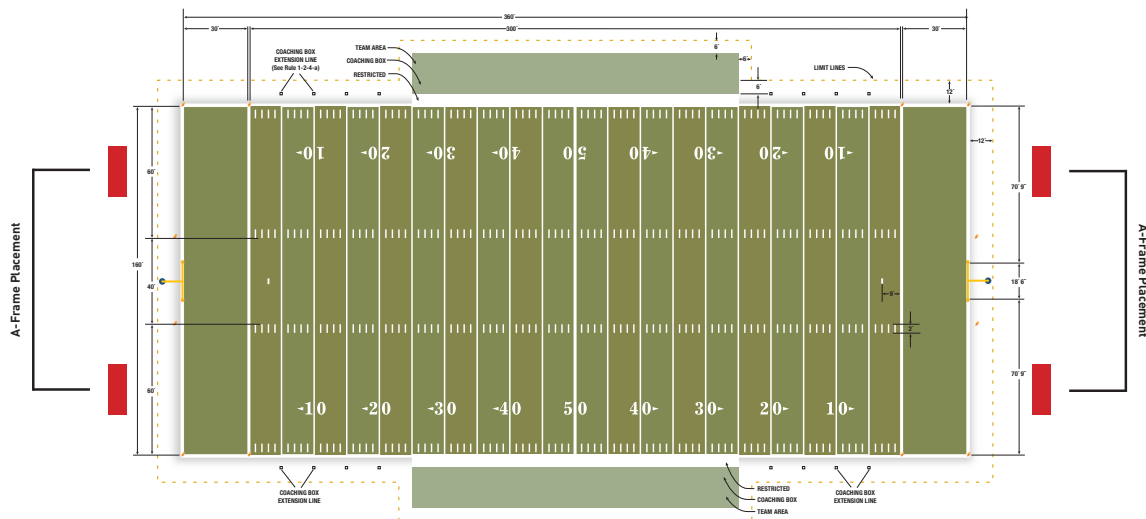 360´
30´
300´
30´
TEAM AREA
COACHING BOX
RESTRICTED
COACHING BOX
EXTENSION LINE
(See Rule 1-2-4-a)
6´
6´
6´
LIMIT LINES
12´
12´
10 20 30 40 50 40 30 20 10
60´
160´
40´
60´
70´ 9˝
18´ 6˝
70´ 9˝
9´
2´
A-Frame Placement
A-Frame Placement
10 20 30 40 50 40 30 20 10
COACHING BOX
EXTENSION LINE
RESTRICTED
COACHING BOX
TEAM AREA
COACHING BOX
EXTENSION LINE